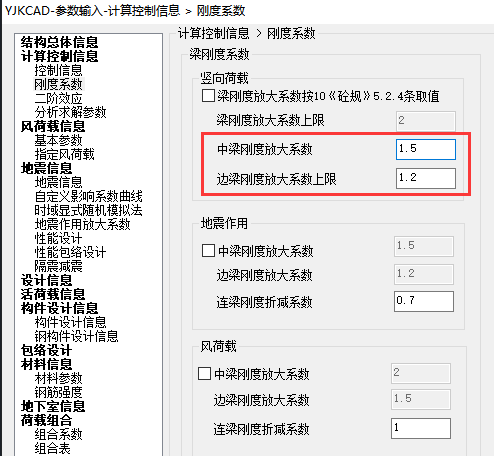 YJKCAD-参数输入-计算控制信息 > 刚度系数
结构总体信息
计算控制信息
控制信息
刚度系数
二阶效应
分析求解参数
风荷载信息
基本参数
指定风荷载
地震信息
地震信息
自定义影响系数曲线
时域显式随机模拟法
地震作用放大系数
性能设计
性能包络设计
隔震减震
设计信息
活荷载信息
构件设计信息
构件设计信息
钢构件设计信息
包络设计
材料信息
材料参数
钢筋强度
地下室信息
荷载组合
组合系数
组合表
计算控制信息 > 刚度系数
梁刚度系数
竖向荷载
梁刚度放大系数按10《砼规》5.2.4条取值
梁刚度放大系数上限 2
中梁刚度放大系数 1.5
边梁刚度放大系数上限 1.2
地震作用
中梁刚度放大系数 1.5
边梁刚度放大系数 1.2
连梁刚度折减系数 0.7
风荷载
中梁刚度放大系数 2
边梁刚度放大系数 1.5
连梁刚度折减系数 1